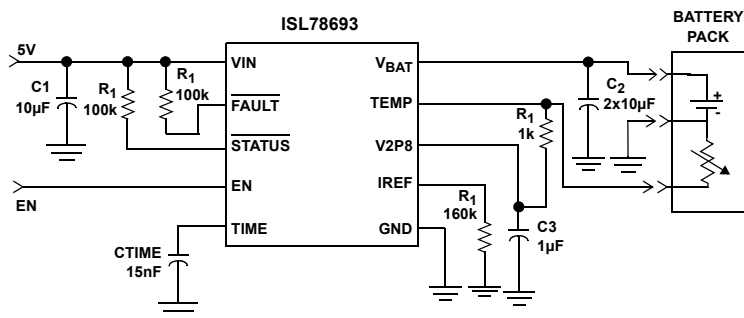 ISL78693
BATTERY
PACK
5V
C1
10µF
R1
100k
R1
100k
VIN
FAULT
STATUS
EN
TIME
VBAT
TEMP
V2P8
IREF
GND
EN
CTIME
15nF
R1
1k
R1
160k
C3
1µF
C2
2x10µF
+
-